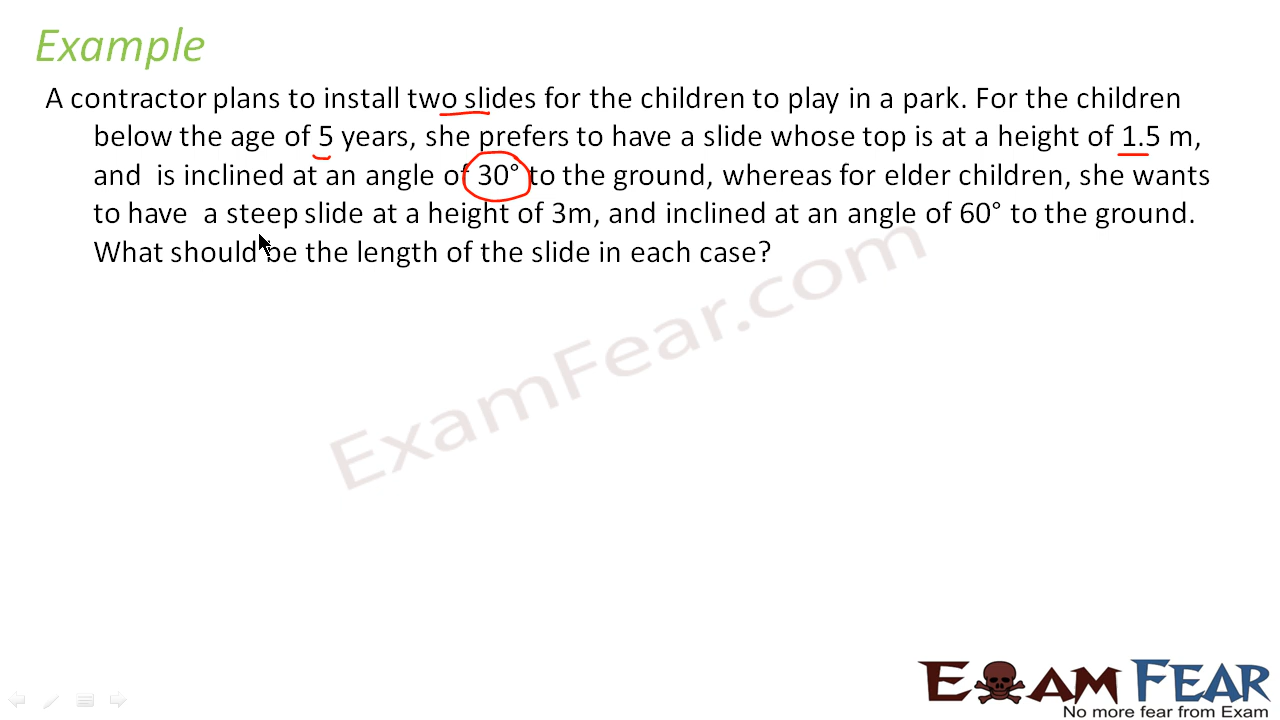 Example
A contractor plans to install two slides for the children to play in a park. For the children
below the age of 5 years, she prefers to have a slide whose top is at a height of 1.5 m,
and is inclined at an angle of 30° to the ground, whereas for elder children, she wants
to have a steep slide at a height of 3m, and inclined at an angle of 60° to the ground.
What should be the length of the slide in each case?
ExamFear.com
EXAM FEAR
No more fear from Exam